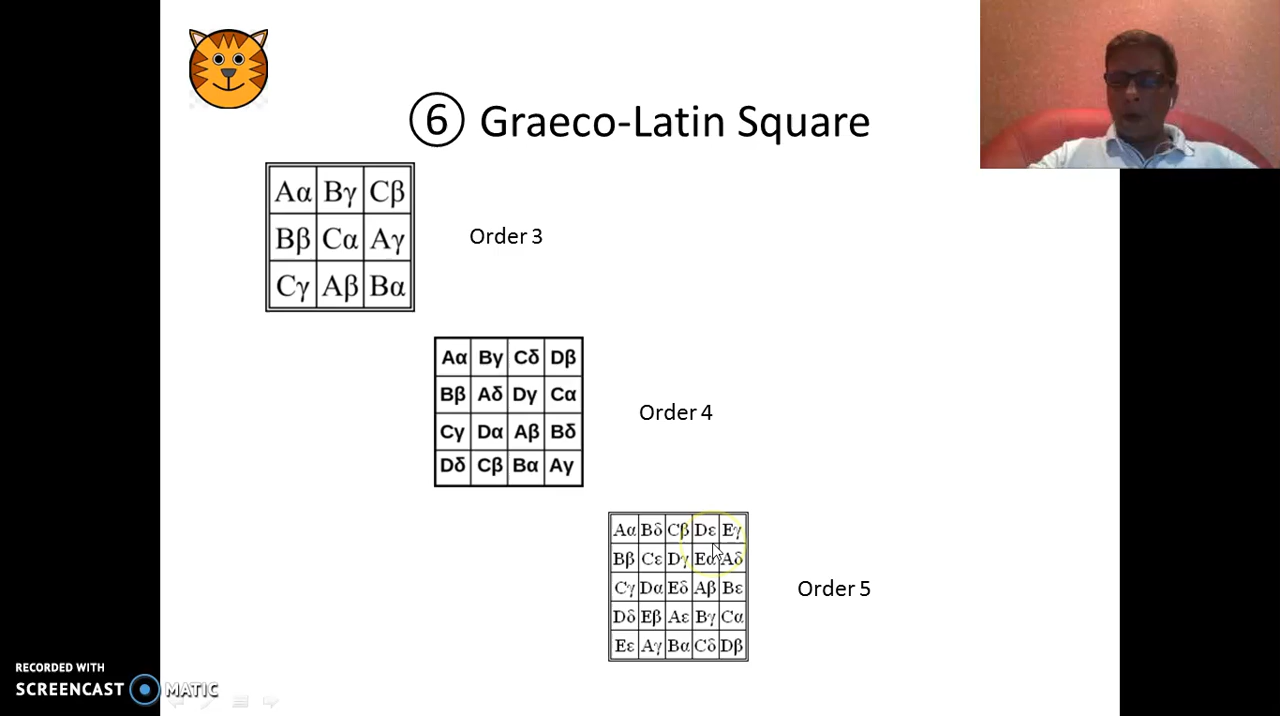 ⑥ Graeco-Latin Square
Aα Bγ Cβ
Bβ Cα Aγ
Cγ Aβ Bα
Order 3
Aα Bγ Cδ Dβ
Bβ Aδ Dγ Cα
Cγ Dα Aβ Bδ
Dδ Cβ Bα Aγ
Order 4
Aα Bδ Cβ Dε Eγ
Bβ Cε Dγ Eα Aδ
Cγ Dα Eδ Aβ Bε
Dδ Eβ Aε Bγ Cα
Eε Aγ Bα Cδ Dβ
Order 5
RECORDED WITH
SCREENCAST MATIC